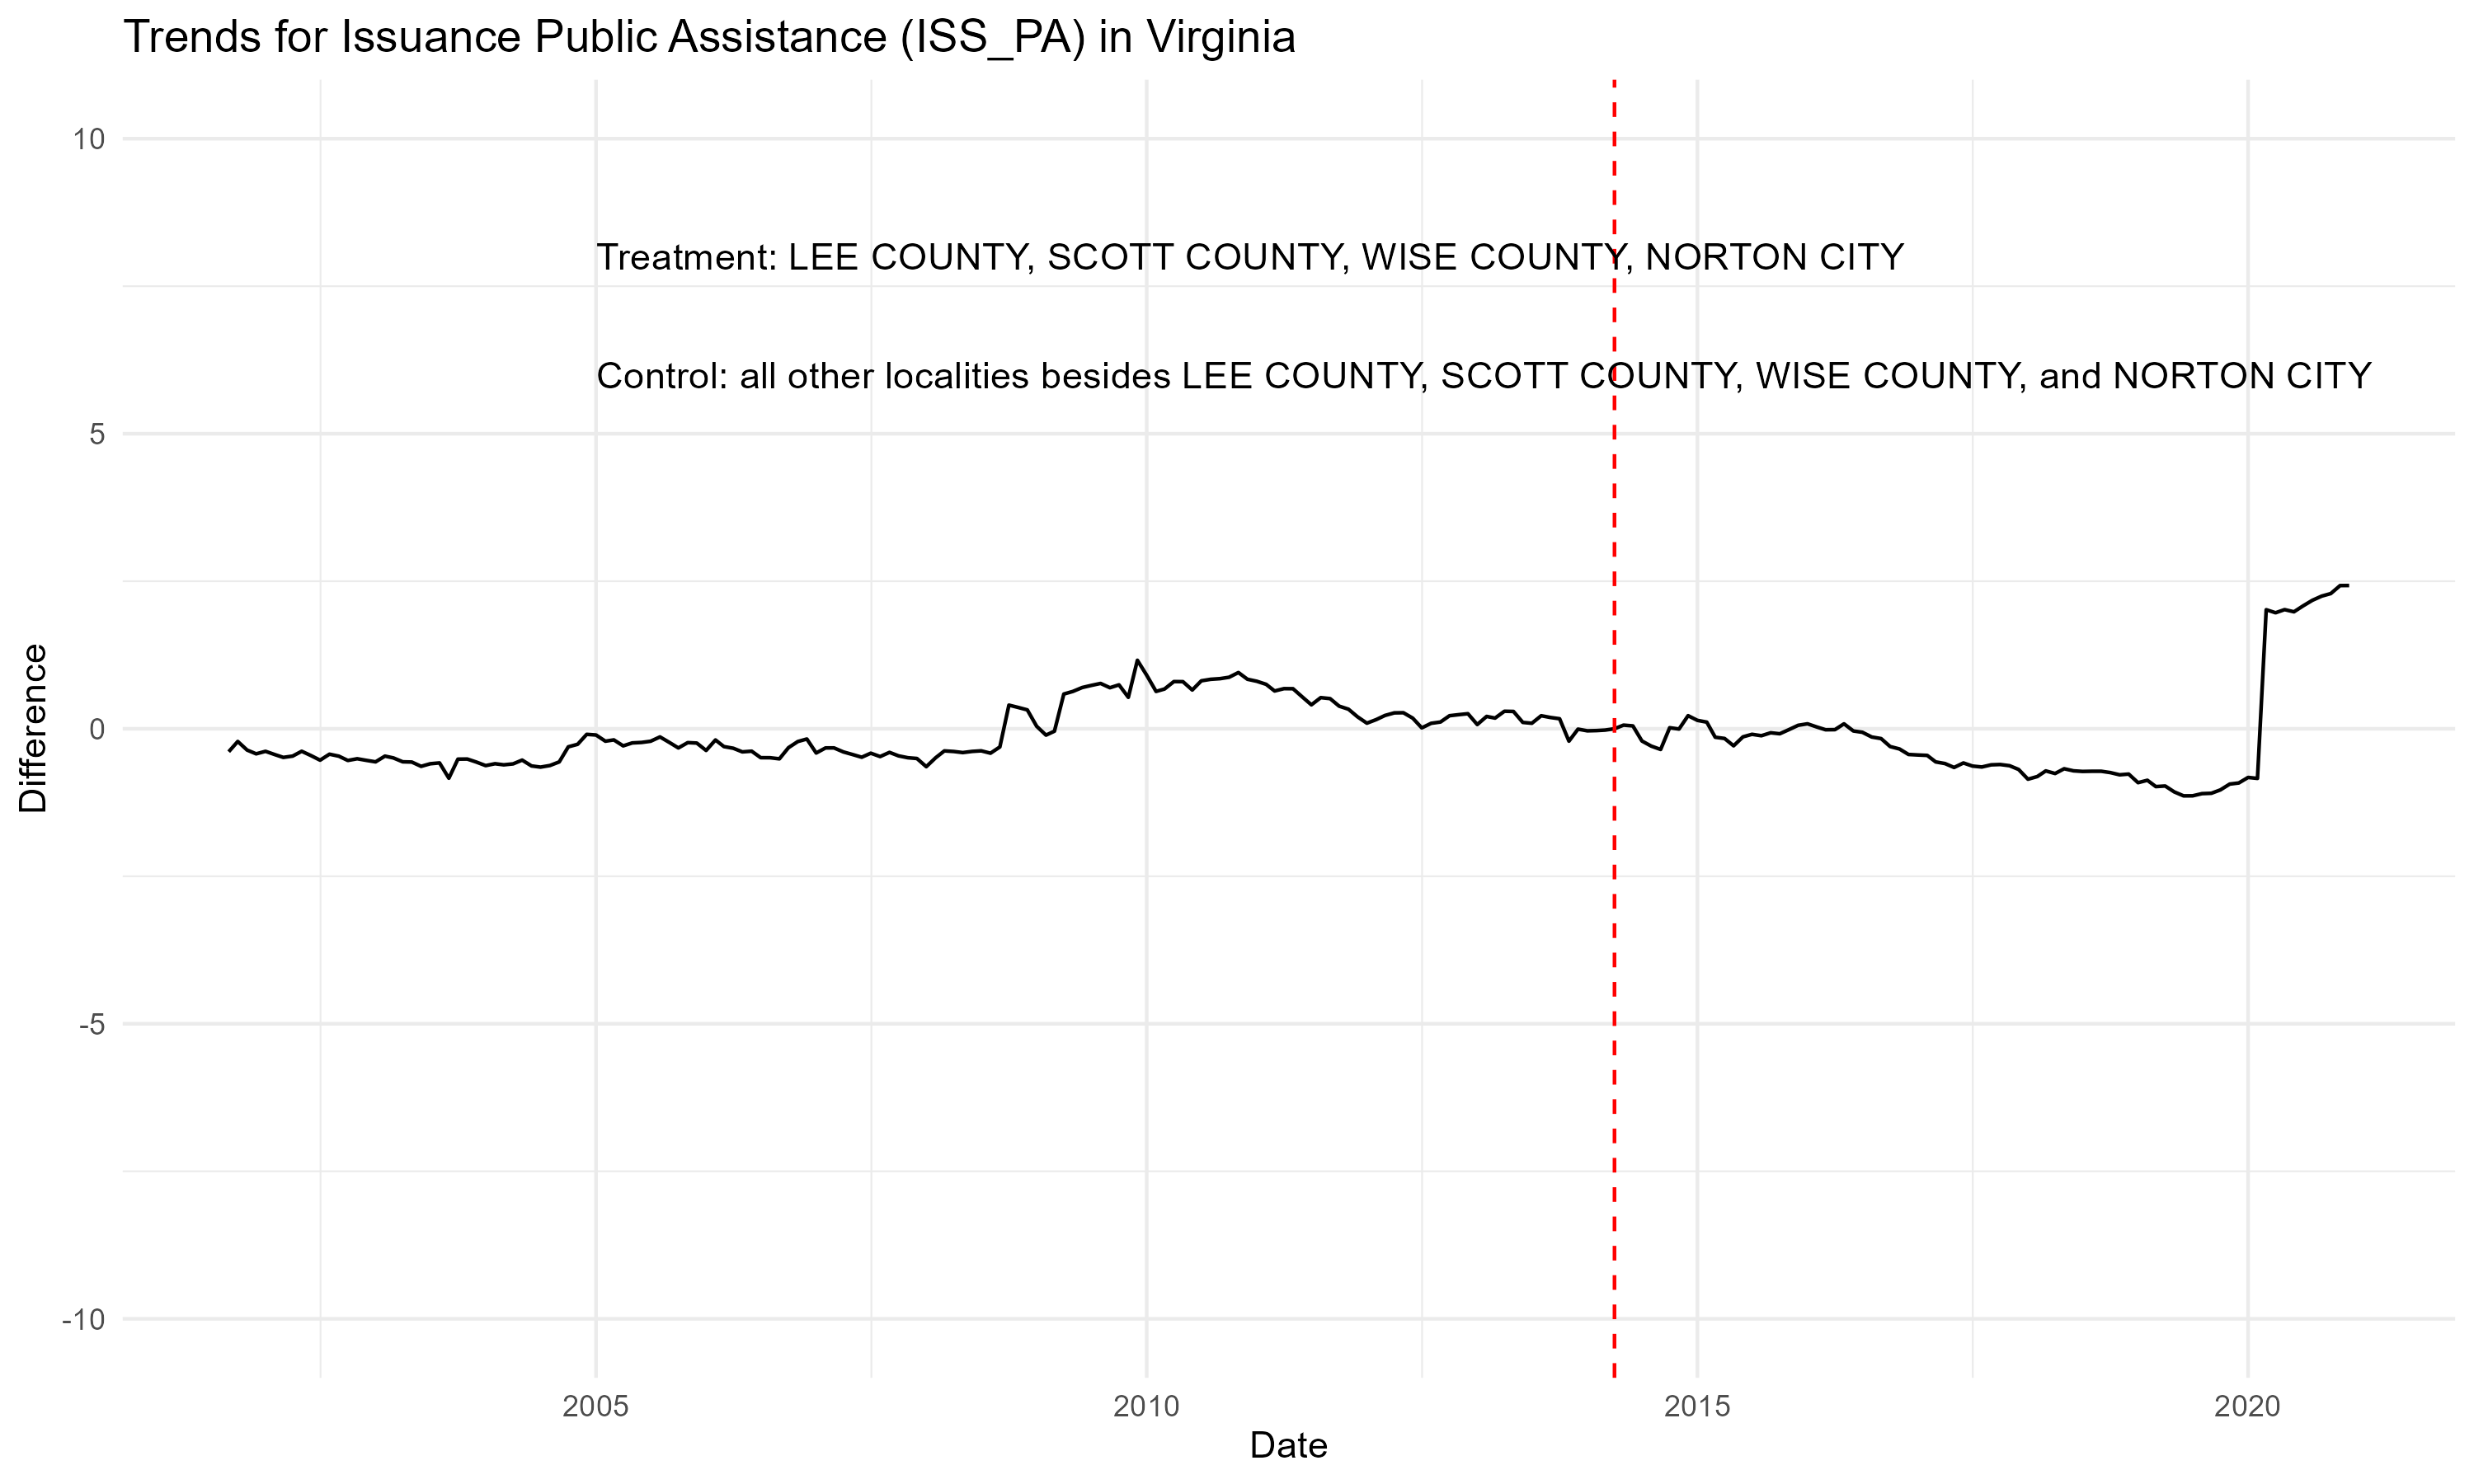 Trends for Issuance Public Assistance (ISS_PA) in Virginia
10
Treatment: LEE COUNTY, SCOTT COUNTY, WISE COUNTY, NORTON CITY
Control: all other localities besides LEE COUNTY, SCOTT COUNTY, WISE COUNTY, and NORTON CITY
5
0
-5
-10
Difference
2005 2010 2015 2020
Date